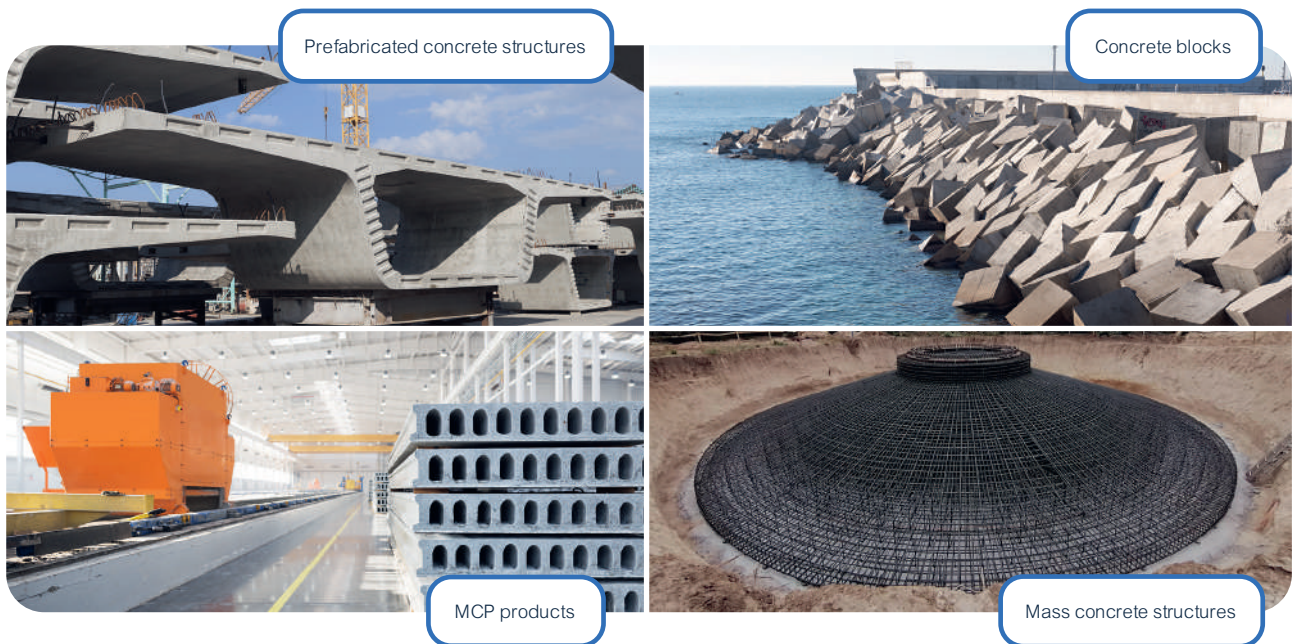 Prefabricated concrete structures
Concrete blocks
MCP products
Mass concrete structures